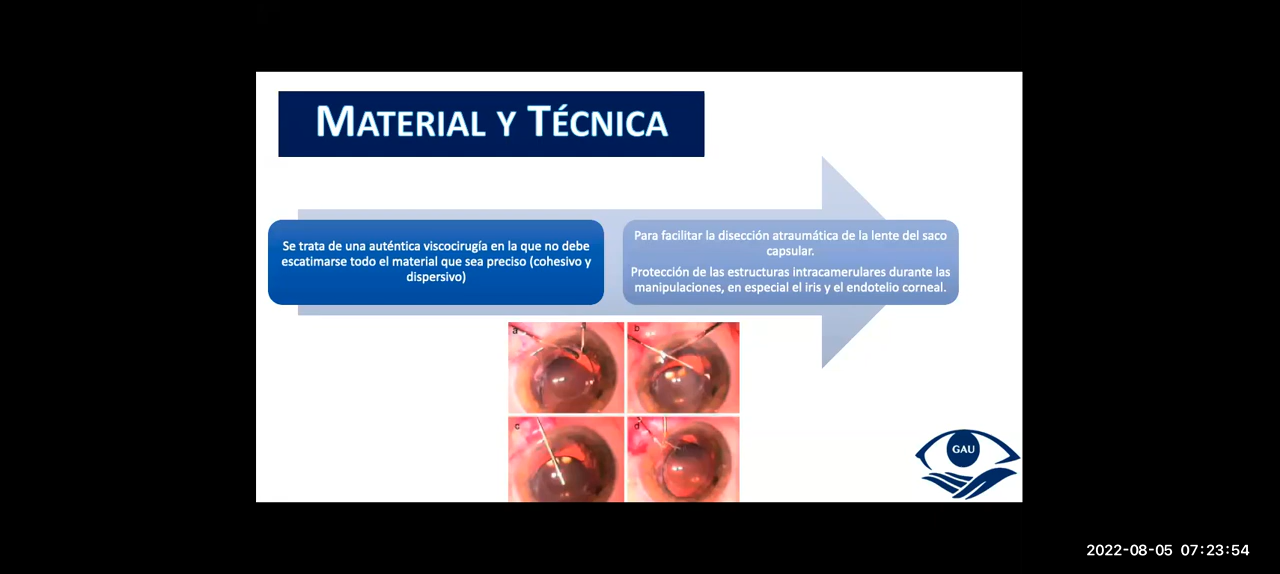 MATERIAL Y TÉCNICA
Se trata de una auténtica viscocirugía en la que no debe
escatimarse todo el material que sea preciso (cohesivo y
dispersivo)
Para facilitar la disección atraumática de la lente del saco
capsular.
Protección de las estructuras intracamerulares durante las
manipulaciones, en especial el iris y el endotelio corneal.
a
b
c
d
GAU
2022-08-05 07:23:54